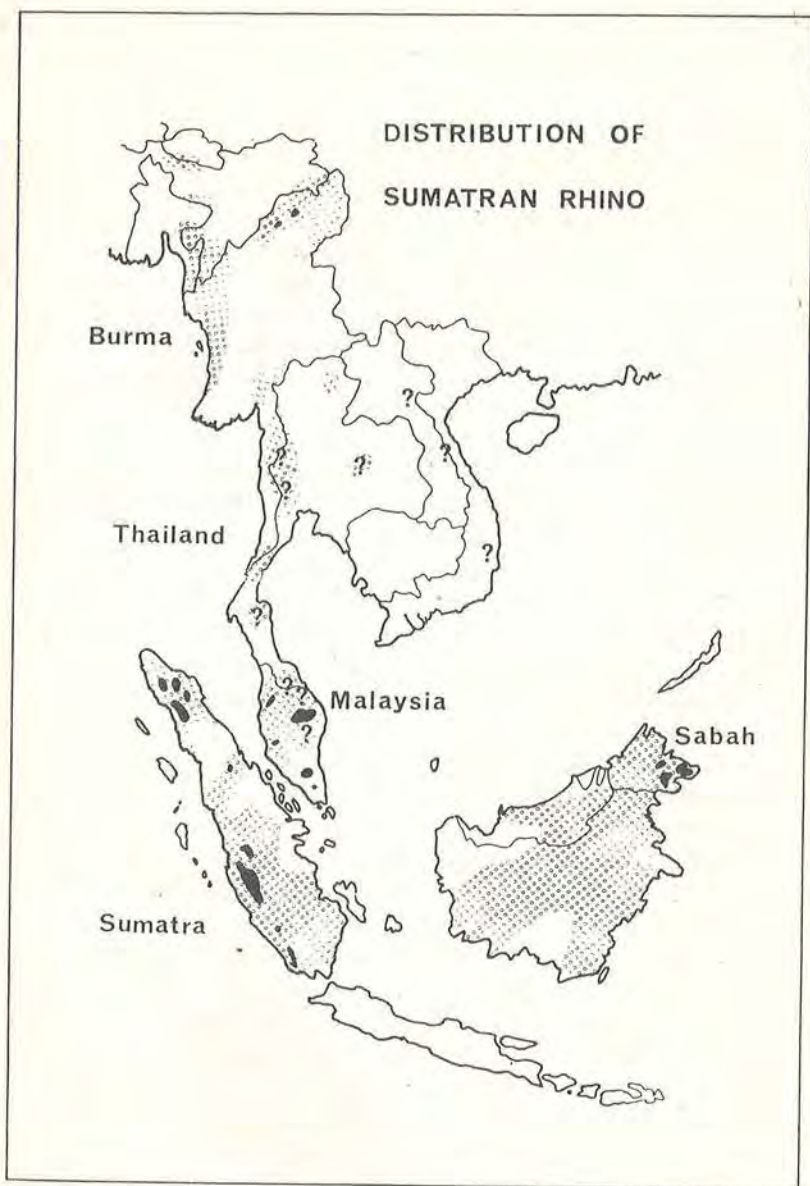 DISTRIBUTION OF
SUMATRAN RHINO
Burma
?
?
?
?
?
Thailand
?
?
? ?
Malaysia
?
Sabah
Sumatra